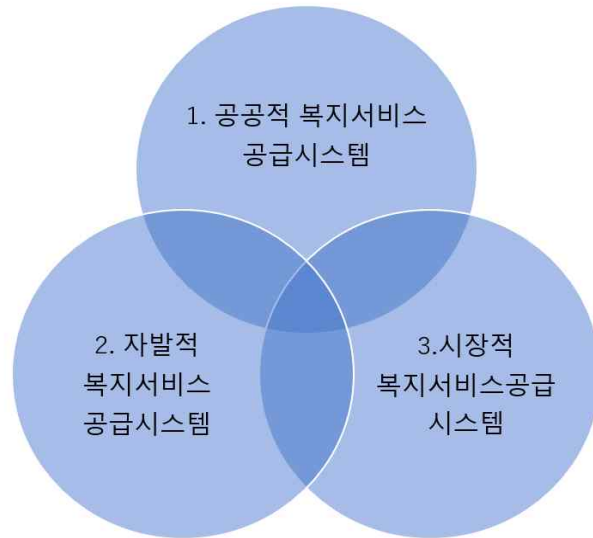 1. 공공적 복지서비스
공급시스템
2. 자발적
복지서비스
공급시스템
3.시장적
복지서비스공급
시스템